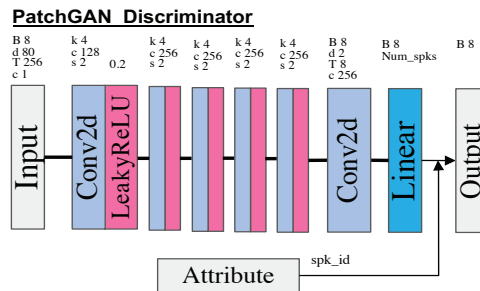 PatchGAN Discriminator
B 8
d 80
T 256
c 1
k 4
c 128
s 2
0.2
k 4
c 256
s 2
k 4
c 256
s 2
k 4
c 256
s 2
k 4
c 256
s 2
B 8
d 2
T 8
c 256
B 8
Num_spks
B 8
Input
Conv2d
LeakyReLU
Conv2d
Linear
Output
Attribute
spk_id